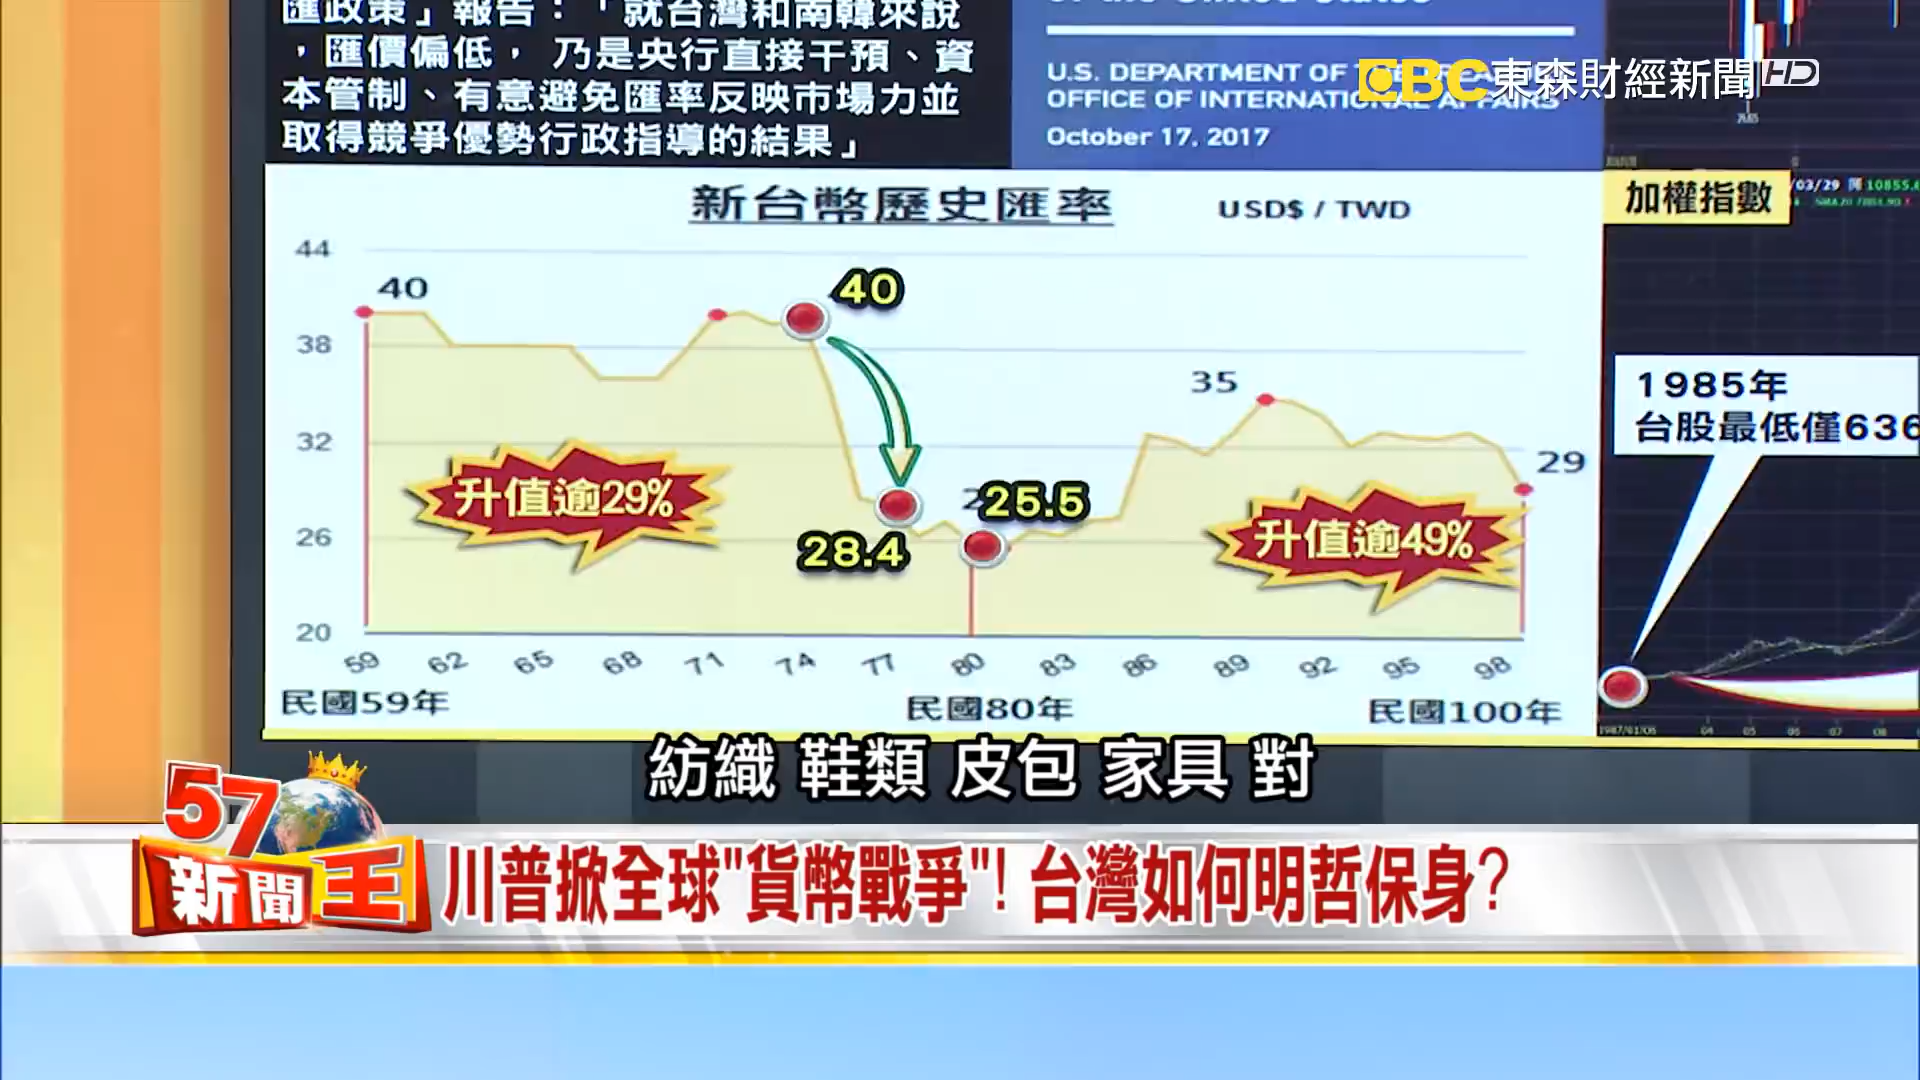 匯政策」報告：「就台灣和南韓來說
，匯價偏低， 乃是央行直接干預、資
本管制、有意避免匯率反映市場力並
取得競爭優勢行政指導的結果」
U.S. DEPARTMENT OF
OFFICE OF INTERNATIONAL AFFAIRS
October 17, 2017
EBC東森財經新聞HD
新台幣歷史匯率 USD$ / TWD
44
38
32
26
20
40
40
28.4
25.5
35
29
升值逾29%
升值逾49%
59 62 65 68 71 74 77 80 83 86 89 92 95 98
民國59年 民國80年 民國100年
加權指數
1985年
台股最低僅636
紡織 鞋類 皮包 家具 對
57
新聞王
川普掀全球"貨幣戰爭"! 台灣如何明哲保身?